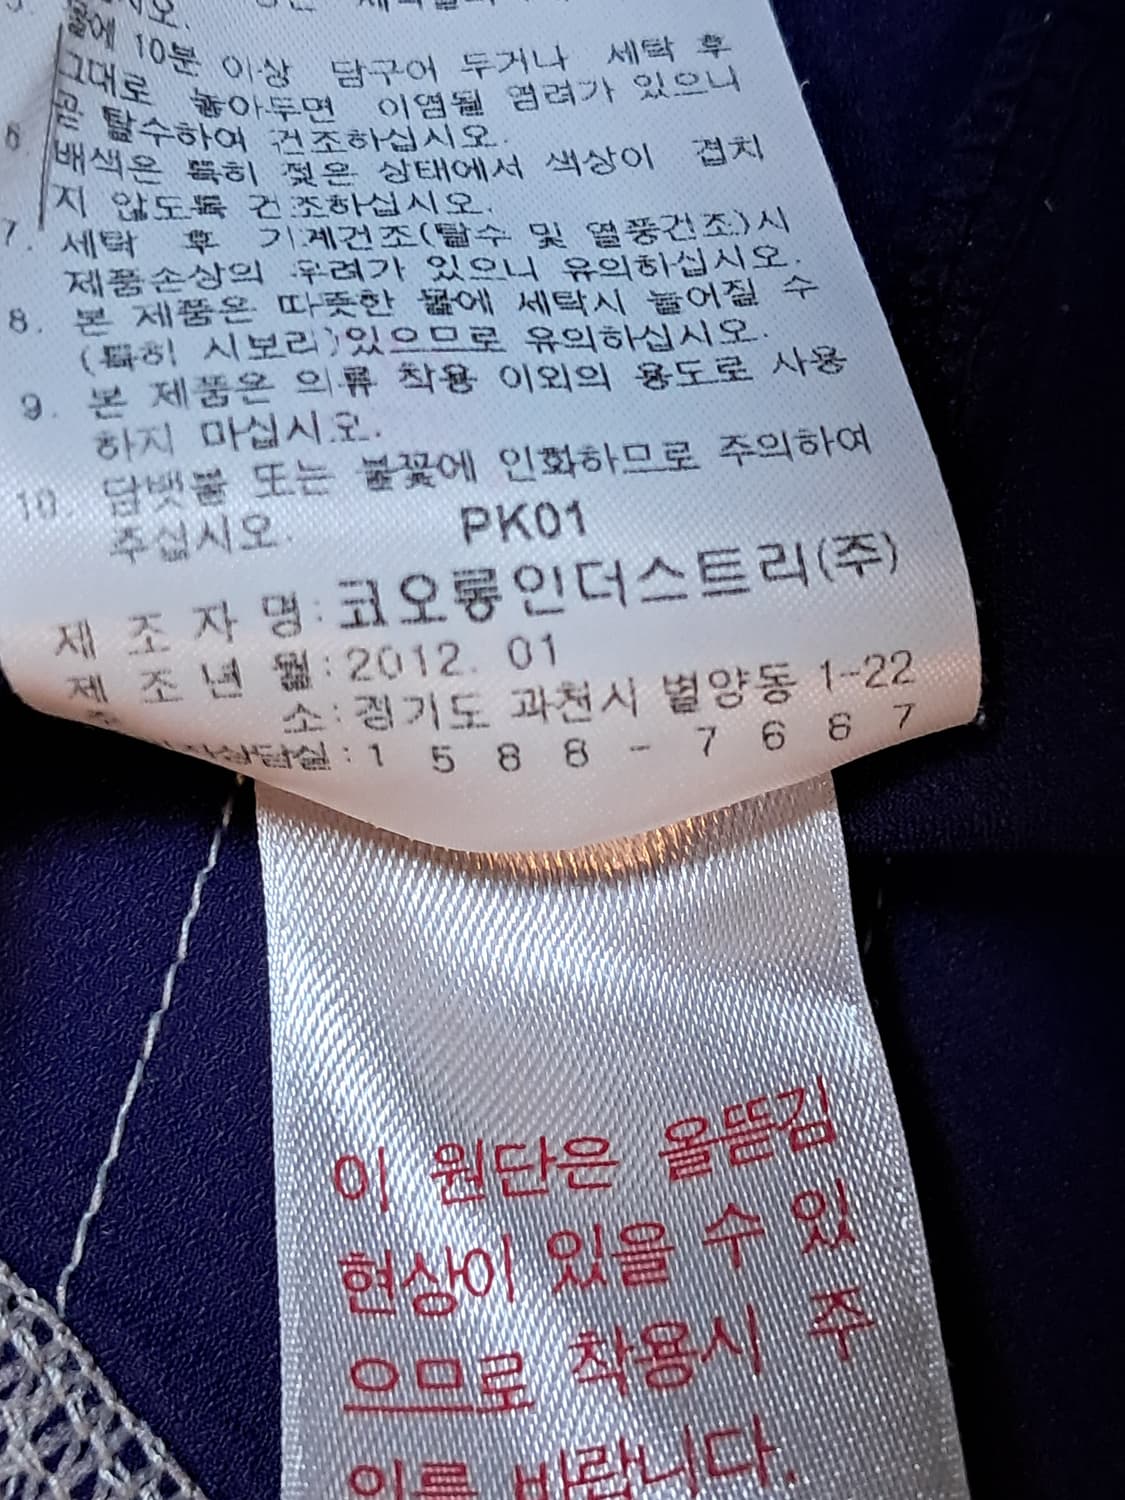 물에 10분 이상 담구어 두거나 세탁 후
그대로 놓아두면 이염될 염려가 있으니
곧 탈수하여 건조하십시오.
6. 배색은 특히 젖은 상태에서 색상이 겹치
지 않도록 건조하십시오.
7. 세탁 후 기계건조(탈수 및 열풍건조)시
제품손상의 우려가 있으니 유의하십시오.
8. 본 제품은 따뜻한 물에 세탁시 늘어질 수
(특히 시보리)있으므로 유의하십시오.
9. 본 제품은 의류 착용 이외의 용도로 사용
하지 마십시오.
10. 담뱃불 또는 불꽃에 인화하므로 주의하여
주십시오. PK01
제 조 자 명:코오롱인더스트리(주)
제 조 년 월:2012. 01
소:경기도 과천시 별양동 1-22
상담실:1 5 8 8 - 7 6 6 7
이 원단은 올뜯김
현상이 있을 수 있
으므로 착용시 주
의를 바랍니다.